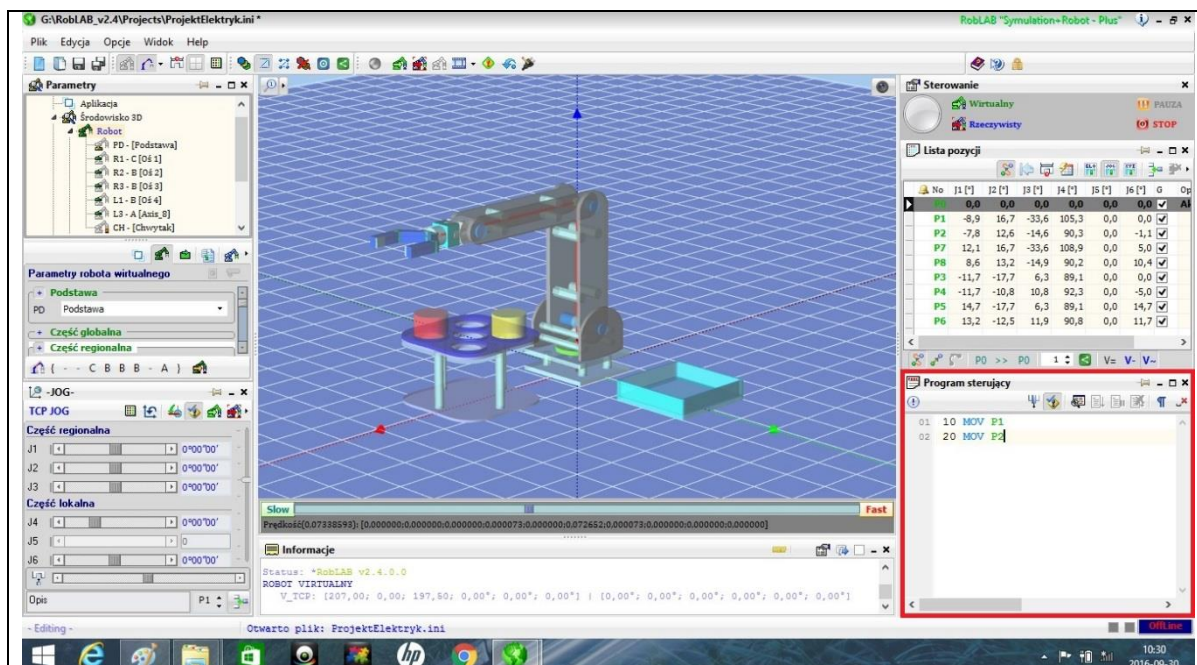 G:\RobLAB_v2.4\Projects\ProjektElektryk.ini *
RobLAB "Symulation+Robot - Plus"
Plik Edycja Opcje Widok Help
Parametry
Aplikacja
Środowisko 3D
Robot
PD - [Podstawa]
R1 - C [Oś 1]
R2 - B [Oś 2]
R3 - B [Oś 3]
L1 - B [Oś 4]
L3 - A [Axis_8]
CH - [Chwytak]
Parametry robota wirtualnego
Podstawa
PD Podstawa
Część globalna
Część regionalna
( - - C B B B - A )
-JOG-
TCP JOG
Część regionalna
J1 0°00'00'
J2 0°00'00'
J3 0°00'00'
Część lokalna
J4 0°00'00'
J5 0
J6 0°00'00'
Opis P1
Slow Fast
Prędkość(0.07338593): [0.000000:0.000000:0.000000:0.000073:0.000000:0.072652:0.000073:0.000000:0.000000:0.000000]
Informacje
Status: *RobLAB v2.4.0.0
ROBOT VIRTUALNY
V_TCP: [207,00; 0,00; 197,50; 0,00°; 0,00°; 0,00°] | [0,00°; 0,00°; 0,00°; 0,00°; 0,00°; 0,00°]
Sterowanie
Wirtualny PAUZA
Rzeczywisty STOP
Lista pozycji
No J1 [°] J2 [°] J3 [°] J4 [°] J5 [°] J6 [°] G Op
P0 0,0 0,0 0,0 0,0 0,0 0,0
P1 -8,9 16,7 -33,6 105,3 0,0 0,0
P2 -7,8 12,6 -14,6 90,3 0,0 -1,1
P7 12,1 16,7 -33,6 108,9 0,0 5,0
P8 8,6 13,2 -14,9 90,2 0,0 10,4
P3 -11,7 -17,7 6,3 89,1 0,0 0,0
P4 -11,7 -10,8 10,8 92,3 0,0 -5,0
P5 14,7 -17,7 6,3 89,1 0,0 14,7
P6 13,2 -12,5 11,9 90,8 0,0 11,7
P0 >> P0 1 V= V- V~
Program sterujący
01 10 MOV P1
02 20 MOV P2
- Editing - Otwarto plik: ProjektElektryk.ini OffLine
hp
10:30
2016-09-30